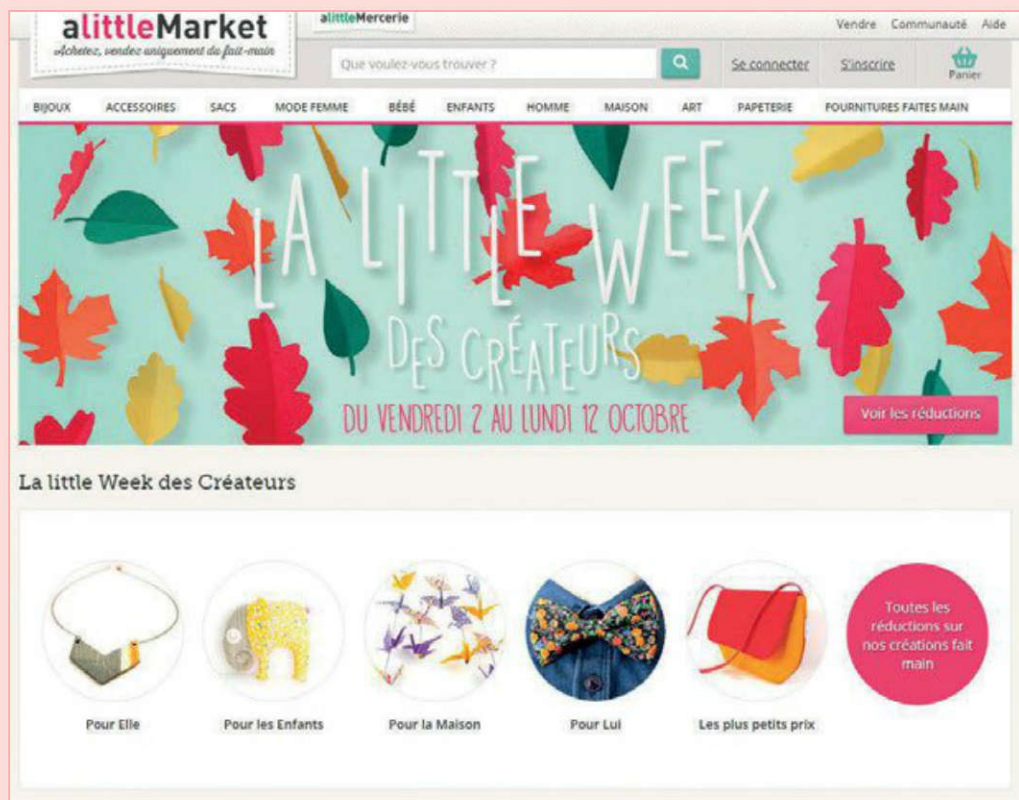 alittleMarket
Achetez, vendez uniquement du fait-main
alittleMercerie
Vendre Communauté Aide
Que voulez-vous trouver ?
Se connecter
S'inscrire
Panier
BIJOUX ACCESSOIRES SACS MODE FEMME BÉBÉ ENFANTS HOMME MAISON ART PAPETERIE FOURNITURES FAITES MAIN
LA LITTLE WEEK
DES CRÉATEURS
DU VENDREDI 2 AU LUNDI 12 OCTOBRE
Voir les réductions
La little Week des Créateurs
Pour Elle
Pour les Enfants
Pour la Maison
Pour Lui
Les plus petits prix
Toutes les
réductions sur
nos créations fait
main